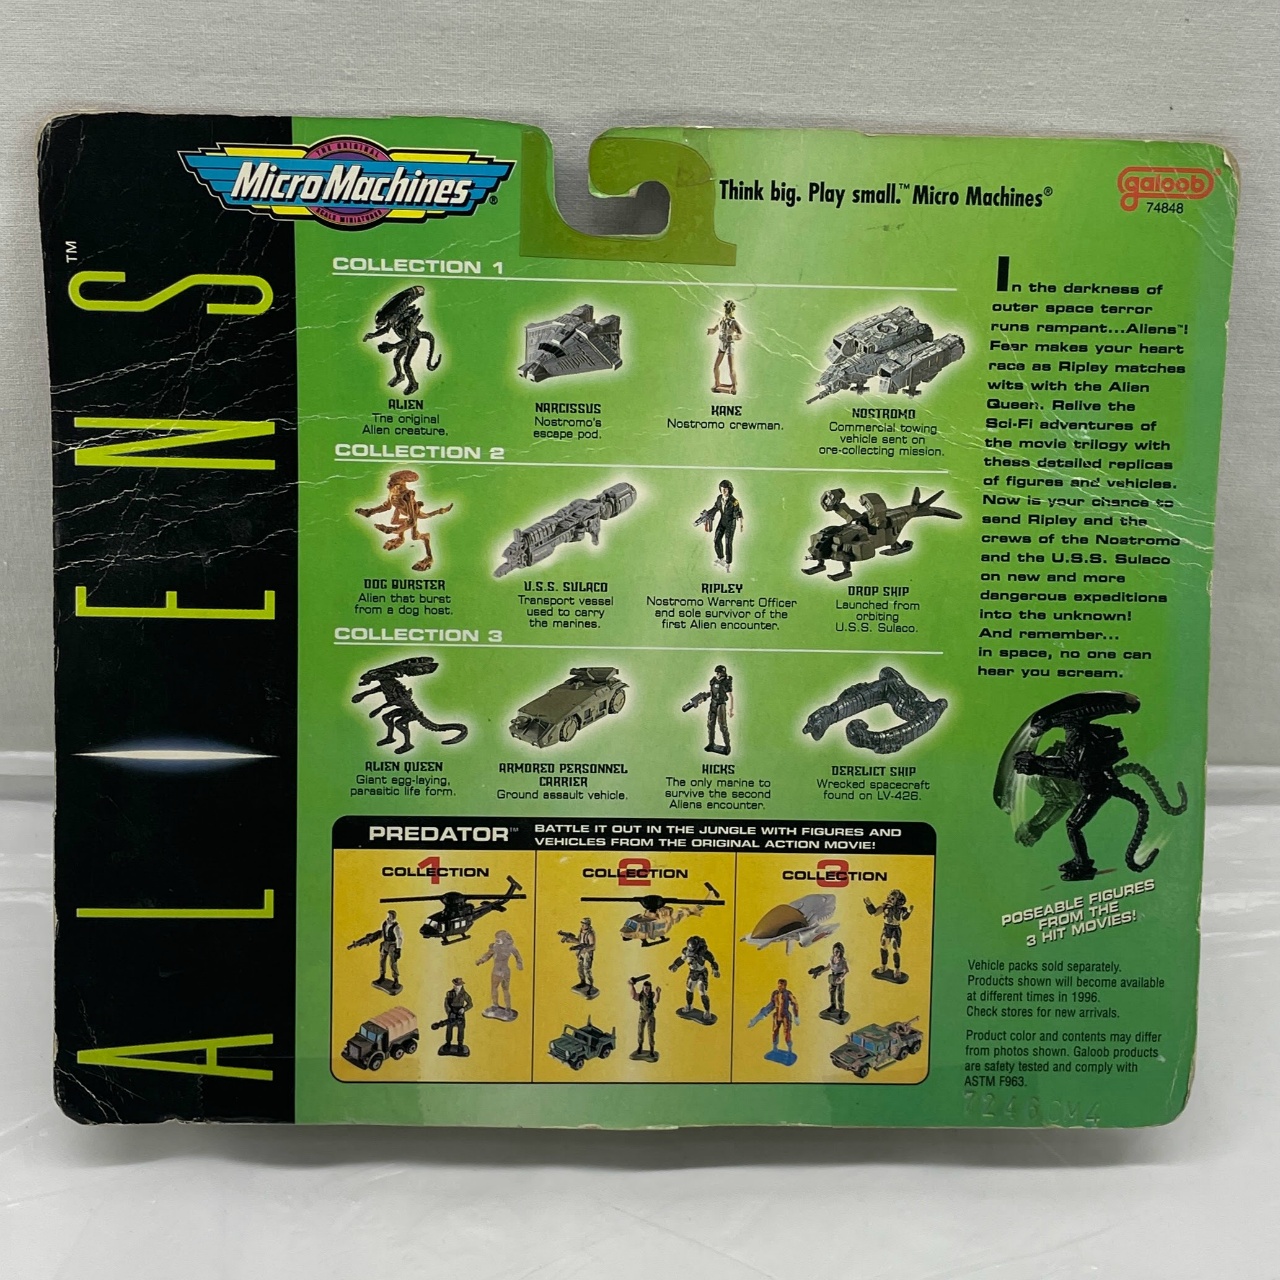 THE ORIGINAL
MicroMachines®
SCALE MINIATURES
Think big. Play small.™ Micro Machines®
galoob®
74848
ALIENS™
COLLECTION 1
ALIEN
The original
Alien creature.
NARCISSUS
Nostromo's
escape pod.
KANE
Nostromo crewman.
NOSTROMO
Commercial towing
vehicle sent on
ore-collecting mission.
COLLECTION 2
DOG BURSTER
Alien that burst
from a dog host.
U.S.S. SULACO
Transport vessel
used to carry
the marines.
RIPLEY
Nostromo Warrant Officer
and sole survivor of the
first Alien encounter.
DROP SHIP
Launched from
orbiting
U.S.S. Sulaco.
COLLECTION 3
ALIEN QUEEN
Giant egg-laying,
parasitic life form.
ARMORED PERSONNEL
CARRIER
Ground assault vehicle.
HICKS
The only marine to
survive the second
Aliens encounter.
DERELICT SHIP
Wrecked spacecraft
found on LV-426.
In the darkness of
outer space terror
runs rampant...Aliens™!
Fear makes your heart
race as Ripley matches
wits with the Alien
Queen. Relive the
Sci-Fi adventures of
the movie trilogy with
these detailed replicas
of figures and vehicles.
Now is your chance to
send Ripley and the
crews of the Nostromo
and the U.S.S. Sulaco
on new and more
dangerous expeditions
into the unknown!
And remember...
in space, no one can
hear you scream.
POSEABLE FIGURES
FROM THE
3 HIT MOVIES!
PREDATOR™
BATTLE IT OUT IN THE JUNGLE WITH FIGURES AND
VEHICLES FROM THE ORIGINAL ACTION MOVIE!
COLLECTION 1
COLLECTION 2
COLLECTION 3
Vehicle packs sold separately.
Products shown will become available
at different times in 1996.
Check stores for new arrivals.
Product color and contents may differ
from photos shown. Galoob products
are safety tested and comply with
ASTM F963.